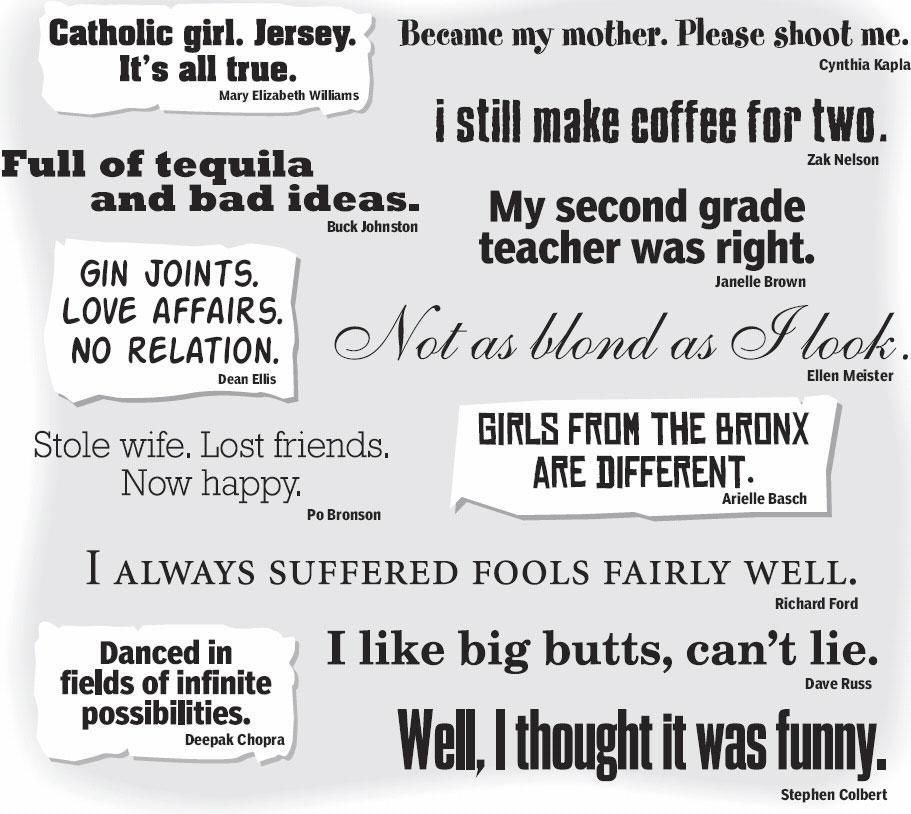 Catholic girl. Jersey.
It's all true.
Mary Elizabeth Williams
Became my mother. Please shoot me.
Cynthia Kapla
i still make coffee for two.
Zak Nelson
Full of tequila
and bad ideas.
Buck Johnston
My second grade
teacher was right.
Janelle Brown
GIN JOINTS.
LOVE AFFAIRS.
NO RELATION.
Dean Ellis
Not as blond as I look.
Ellen Meister
Stole wife. Lost friends.
Now happy.
Po Bronson
GIRLS FROM THE BRONX
ARE DIFFERENT.
Arielle Basch
I ALWAYS SUFFERED FOOLS FAIRLY WELL.
Richard Ford
Danced in
fields of infinite
possibilities.
Deepak Chopra
I like big butts, can't lie.
Dave Russ
Well, I thought it was funny.
Stephen Colbert